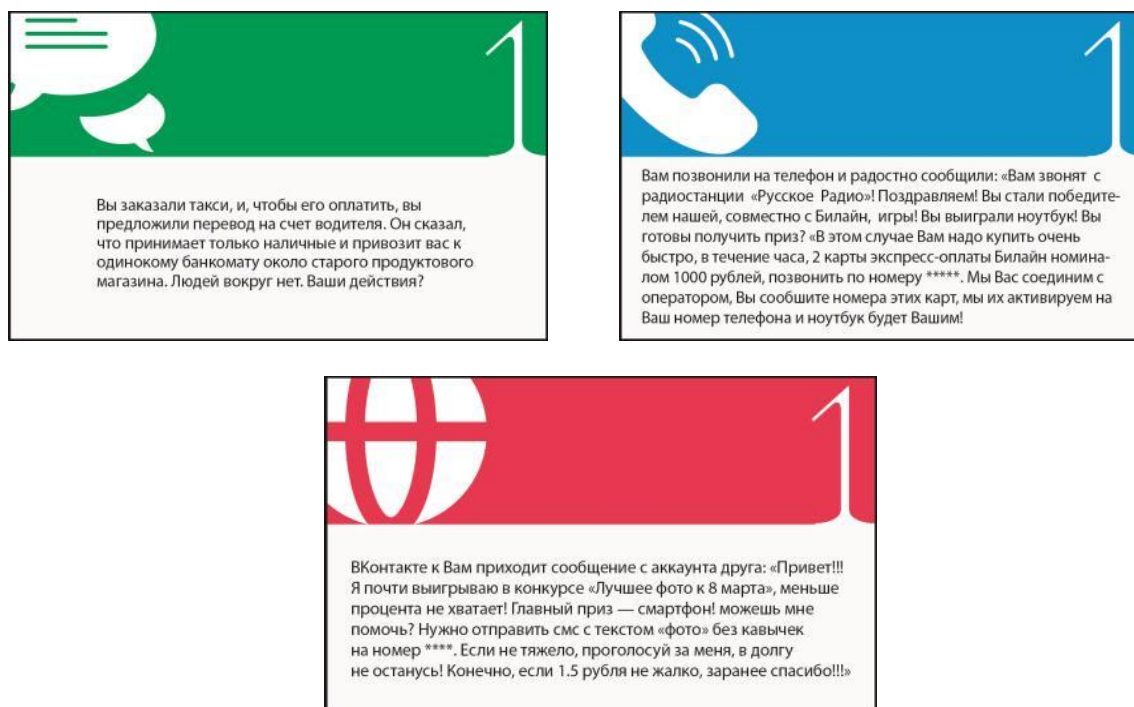 1
Вы заказали такси, и, чтобы его оплатить, вы
предложили перевод на счет водителя. Он сказал,
что принимает только наличные и привозит вас к
одинокому банкомату около старого продуктового
магазина. Людей вокруг нет. Ваши действия?
1
Вам позвонили на телефон и радостно сообщили: «Вам звонят с
радиостанции «Русское Радио»! Поздравляем! Вы стали победите-
лем нашей, совместно с Билайн, игры! Вы выиграли ноутбук! Вы
готовы получить приз? «В этом случае Вам надо купить очень
быстро, в течение часа, 2 карты экспресс-оплаты Билайн номина-
лом 1000 рублей, позвонить по номеру *****. Мы Вас соединим с
оператором, Вы сообшите номера этих карт, мы их активируем на
Ваш номер телефона и ноутбук будет Вашим!
1
ВКонтакте к Вам приходит сообщение с аккаунта друга: «Привет!!!
Я почти выигрываю в конкурсе «Лучшее фото к 8 марта», меньше
процента не хватает! Главный приз — смартфон! можешь мне
помочь? Нужно отправить смс с текстом «фото» без кавычек
на номер ****. Если не тяжело, проголосуй за меня, в долгу
не останусь! Конечно, если 1.5 рубля не жалко, заранее спасибо!!!»